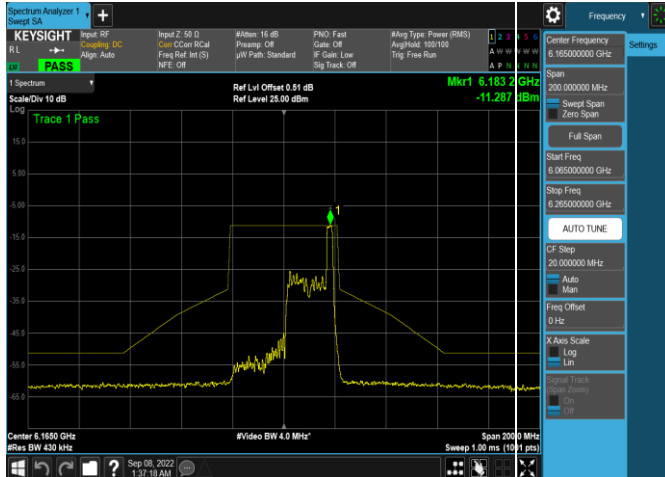 Spectrum Analyzer 1
Swept SA
Frequency
KEYSIGHT
RL
PASS
Input: RF
Coupling: DC
Align: Auto
Input Z: 50 Ω
Corr CCorr RCal
Freq Ref: Int (S)
NFE: Off
#Atten: 16 dB
Preamp: Off
µW Path: Standard
PNO: Fast
Gate: Off
IF Gain: Low
Sig Track: Off
#Avg Type: Power (RMS)
Avg|Hold: 100/100
Trig: Free Run
1 2 3 4 5 6
A W W W W W
A P N N N N
1 Spectrum
Scale/Div 10 dB
Ref Lvl Offset 0.51 dB
Ref Level 25.00 dBm
Mkr1 6.183 2 GHz
-11.287 dBm
Log
Trace 1 Pass
15.0
5.00
-5.00
-15.0
-25.0
-35.0
-45.0
-55.0
-65.0
1
Center 6.1650 GHz
#Res BW 430 kHz
#Video BW 4.0 MHz*
Span 200.0 MHz
Sweep 1.00 ms (1001 pts)
Sep 08, 2022
1:37:18 AM
Settings
Center Frequency
6.165000000 GHz
Span
200.000000 MHz
Swept Span
Zero Span
Full Span
Start Freq
6.065000000 GHz
Stop Freq
6.265000000 GHz
AUTO TUNE
CF Step
20.000000 MHz
Auto
Man
Freq Offset
0 Hz
X Axis Scale
Log
Lin
Signal Track
(Span Zoom)
On
Off